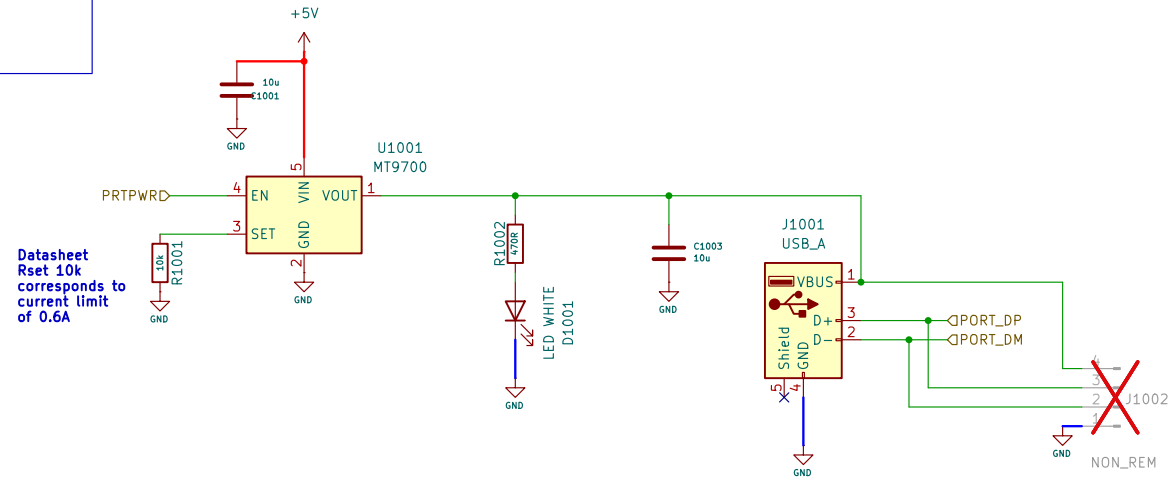 +5V
10u
C1001
GND
U1001
MT9700
5
PRTPWR
4
EN
VIN
VOUT
1
3
SET
GND
2
GND
10k
R1001
GND
Datasheet
Rset 10k
corresponds to
current limit
of 0.6A
R1002
470R
LED WHITE
D1001
GND
C1003
10u
GND
J1001
USB_A
VBUS
1
D+
3
PORT_DP
D-
2
PORT_DM
Shield
GND
5
4
GND
4
3
2
1
J1002
GND
NON_REM